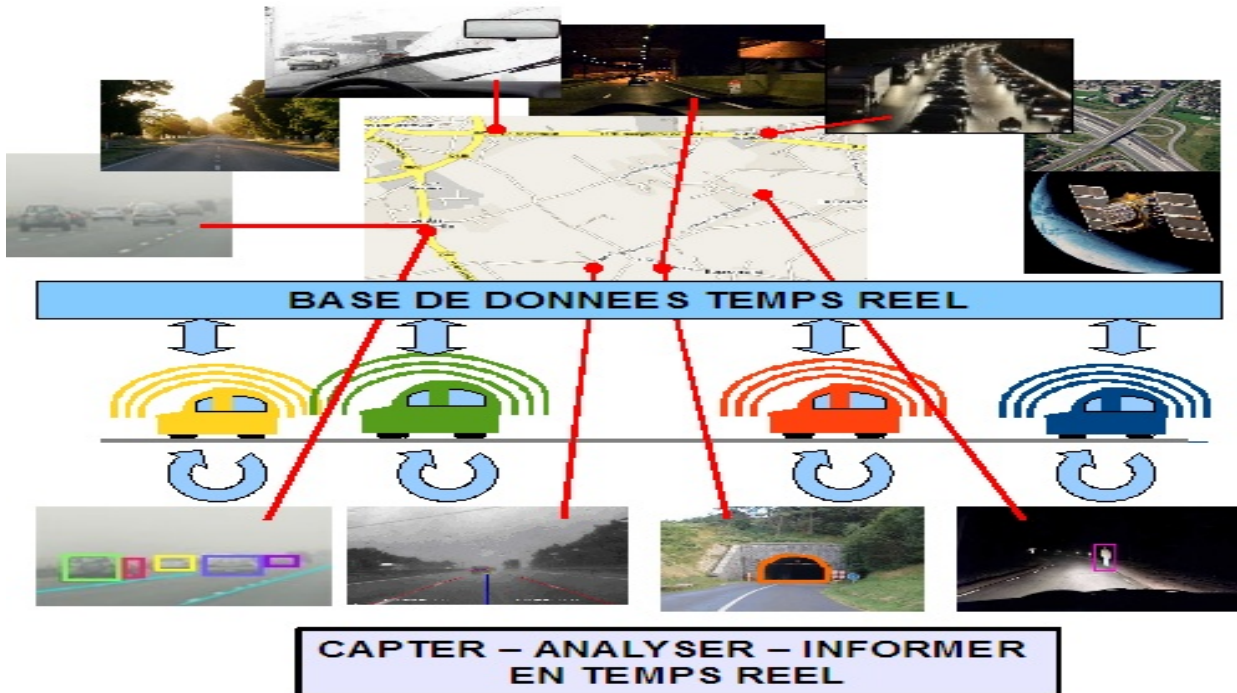 BASE DE DONNEES TEMPS REEL
CAPTER – ANALYSER – INFORMER
EN TEMPS REEL